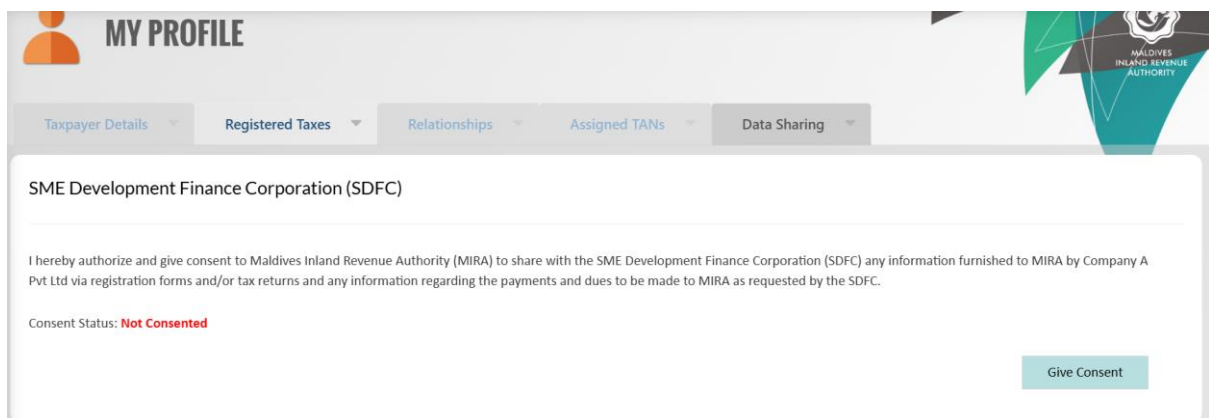 MY PROFILE
MALDIVES
INLAND REVENUE
AUTHORITY
Taxpayer Details
Registered Taxes
Relationships
Assigned TANs
Data Sharing
SME Development Finance Corporation (SDFC)
I hereby authorize and give consent to Maldives Inland Revenue Authority (MIRA) to share with the SME Development Finance Corporation (SDFC) any information furnished to MIRA by Company A
Pvt Ltd via registration forms and/or tax returns and any information regarding the payments and dues to be made to MIRA as requested by the SDFC.
Consent Status: Not Consented
Give Consent